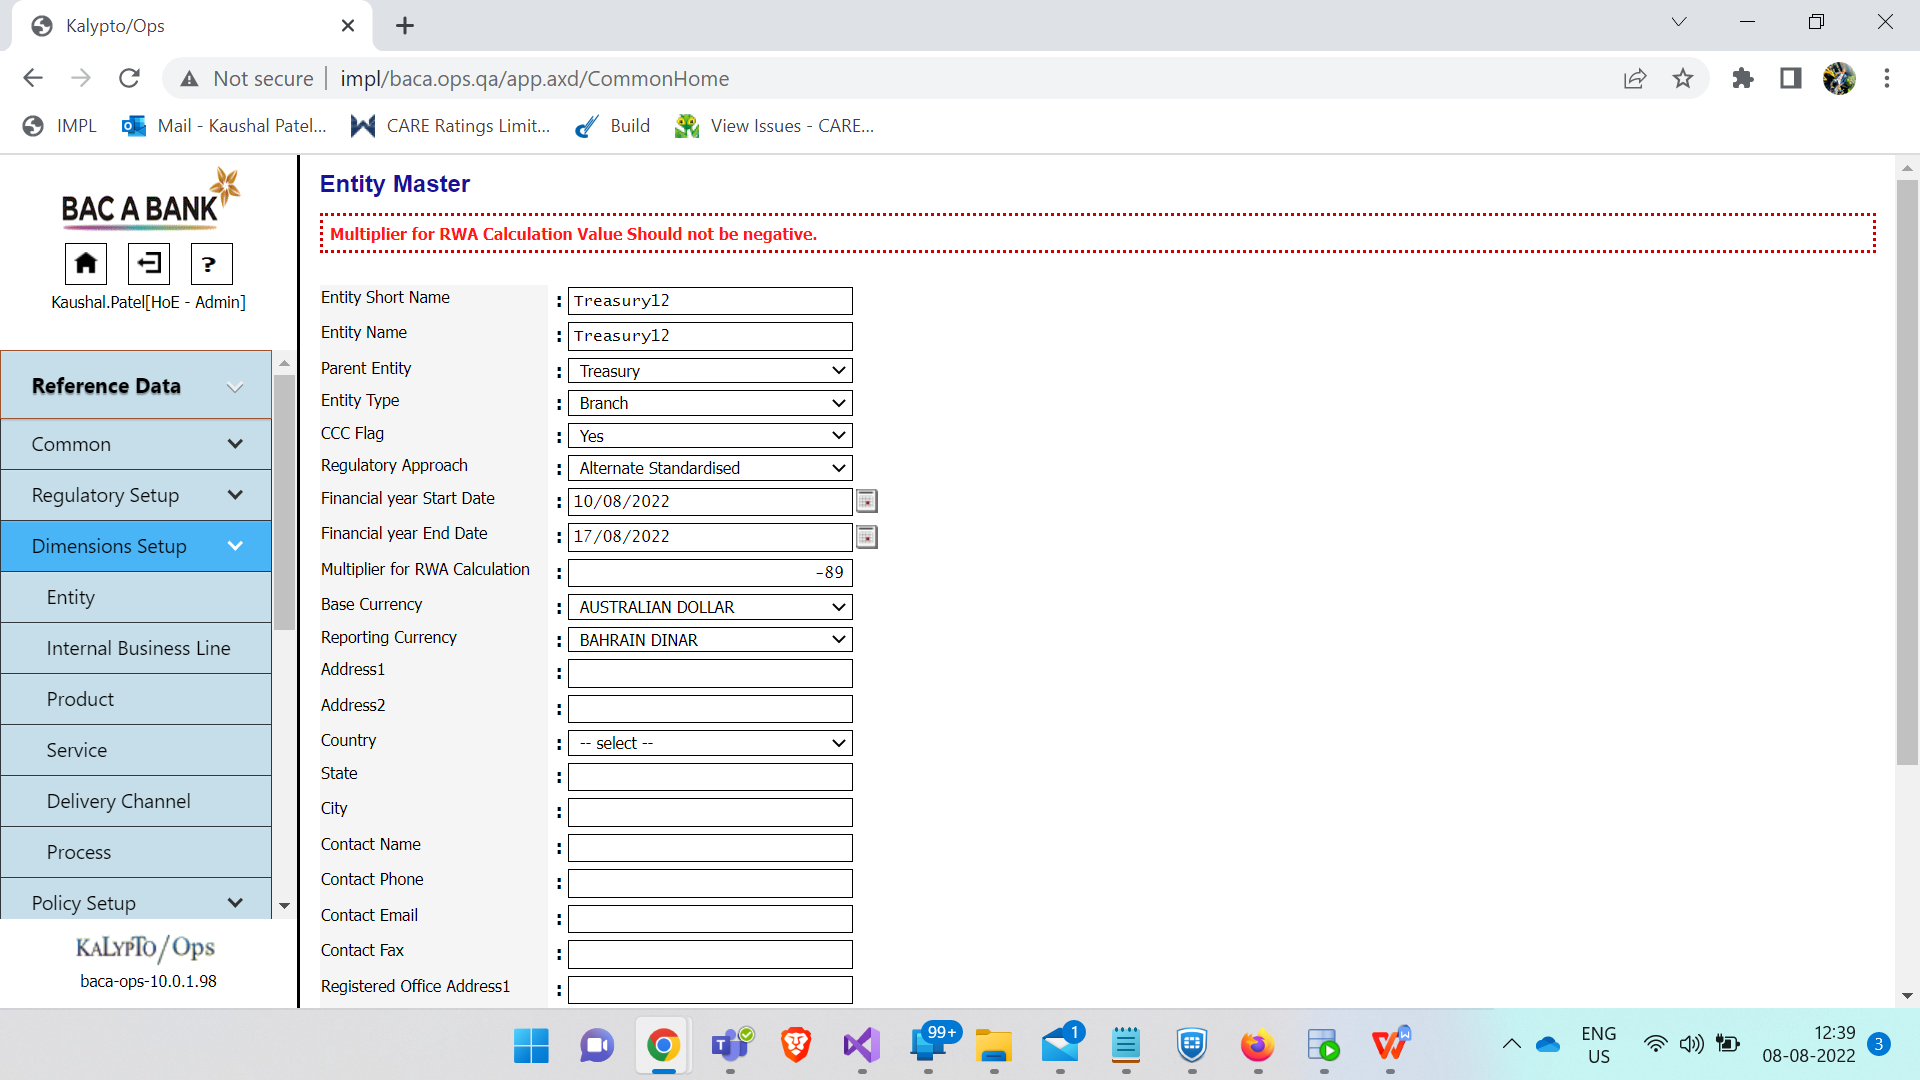 Kalypto/Ops
Not secure
impl/baca.ops.qa/app.axd/CommonHome
IMPL
Mail - Kaushal Patel...
CARE Ratings Limit...
Build
View Issues - CARE...
BAC A BANK
?
Kaushal.Patel[HoE - Admin]
Reference Data
Common
Regulatory Setup
Dimensions Setup
Entity
Internal Business Line
Product
Service
Delivery Channel
Process
Policy Setup
KALYPTO/Ops
baca-ops-10.0.1.98
Entity Master
Multiplier for RWA Calculation Value Should not be negative.
Entity Short Name : Treasury12
Entity Name : Treasury12
Parent Entity : Treasury
Entity Type : Branch
CCC Flag : Yes
Regulatory Approach : Alternate Standardised
Financial year Start Date : 10/08/2022
Financial year End Date : 17/08/2022
Multiplier for RWA Calculation : -89
Base Currency : AUSTRALIAN DOLLAR
Reporting Currency : BAHRAIN DINAR
Address1 :
Address2 :
Country : -- select --
State :
City :
Contact Name :
Contact Phone :
Contact Email :
Contact Fax :
Registered Office Address1 :
99+
1
ENG
US
12:39
08-08-2022
3